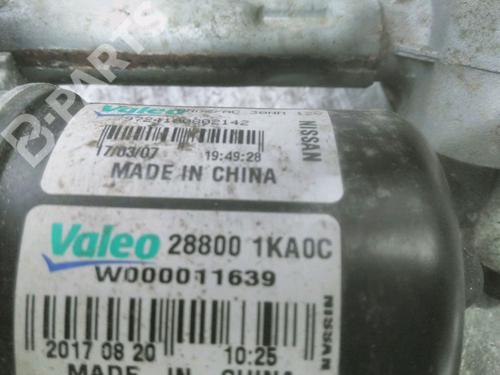 B-PARTS
Valeo
NISSAN
7/03/07 19:49:28
MADE IN CHINA
Valeo 28800 1KA0C
W000011639
2017 08 20 10:25
NISSAN
MADE IN CHINA